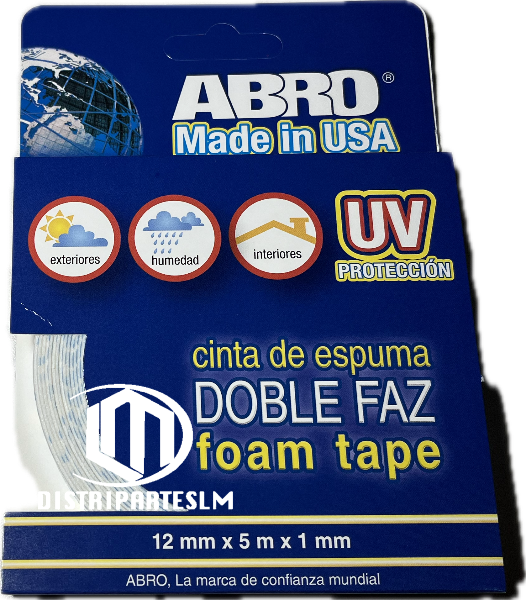 ABRO®
Made in USA
exteriores
humedad
interiores
UV
PROTECCIÓN
cinta de espuma
DOBLE FAZ
foam tape
DISTRIPARTESLM
12 mm x 5 m x 1 mm
ABRO, La marca de confianza mundial